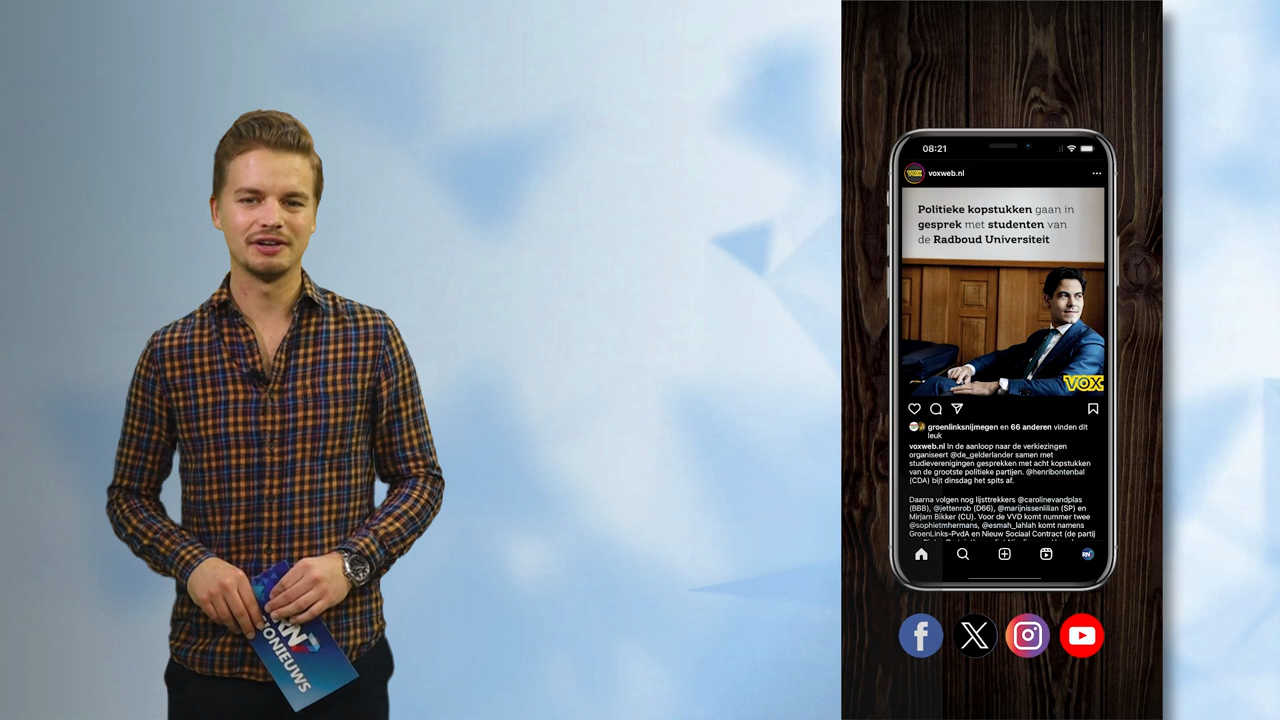 08:21
voxweb.nl
Politieke kopstukken gaan in
gesprek met studenten van
de Radboud Universiteit
VOX
groenlinksnijmegen en 66 anderen vinden dit
leuk
voxweb.nl In de aanloop naar de verkiezingen
organiseert @de_gelderlander samen met
studieverenigingen gesprekken met acht kopstukken
van de grootste politieke partijen. @henribontenbal
(CDA) bijt dinsdag het spits af.
Daarna volgen nog lijsttrekkers @carolinevandplas
(BBB), @jettenrob (D66), @marijnissenlilian (SP) en
Mirjam Bikker (CU). Voor de VVD komt nummer twee
@sophietmhermans, @esmah_lahlah komt namens
GroenLinks-PvdA en Nieuw Sociaal Contract (de partij
RN
RN
IONIEUWS